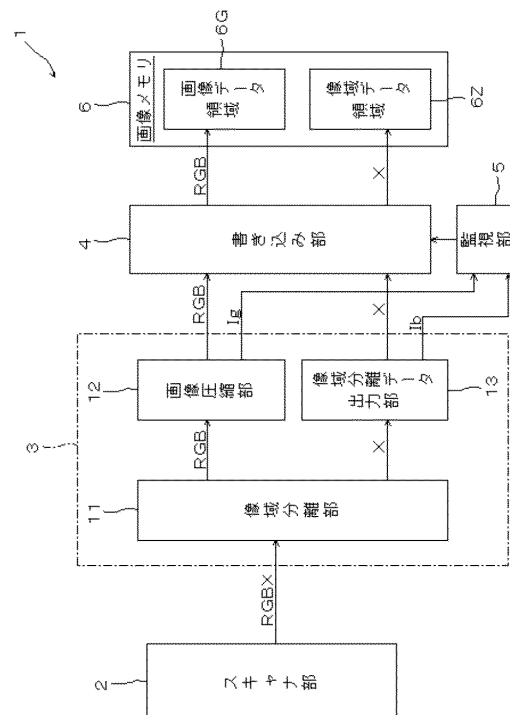 1
2
スキャナ部
RGBX
3
11
像域分離部
RGB
X
12
画像圧縮部
像域分離データ
出力部
13
RGB
Ig
X
Ib
4
書き込み部
監視部
5
RGB
X
6
画像メモリ
画像データ
領域
6G
像域データ
領域
6Z